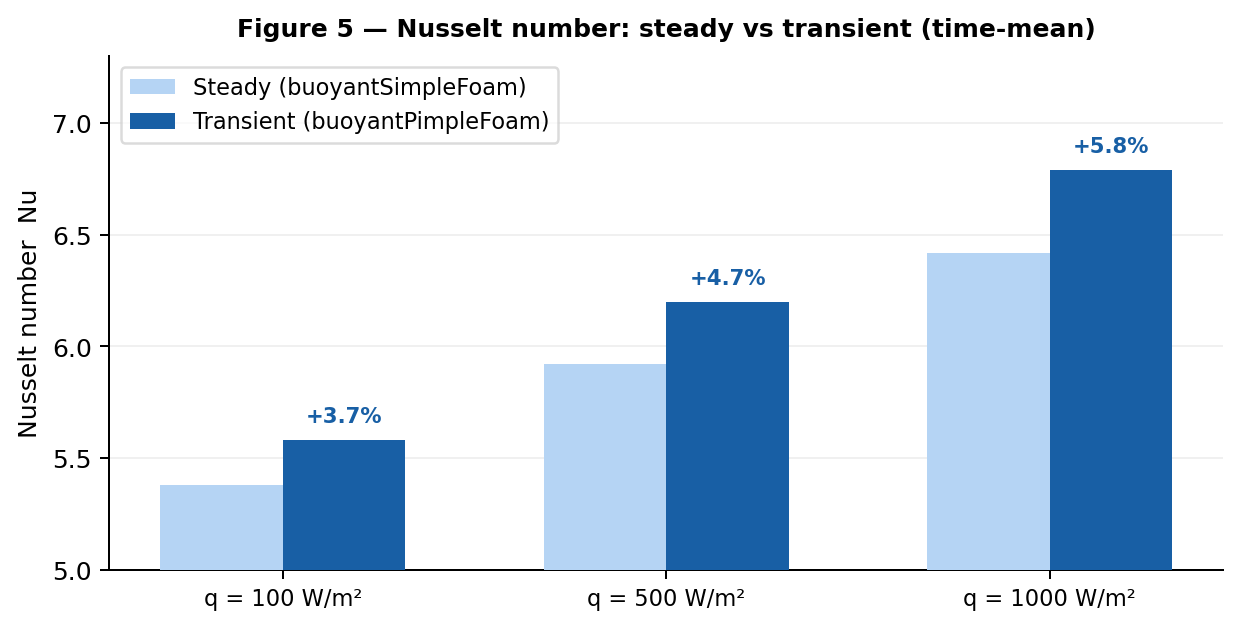 Figure 5 — Nusselt number: steady vs transient (time-mean)
Steady (buoyantSimpleFoam)
Transient (buoyantPimpleFoam)
Nusselt number  Nu
7.0
6.5
6.0
5.5
5.0
+3.7%
+4.7%
+5.8%
q = 100 W/m²
q = 500 W/m²
q = 1000 W/m²